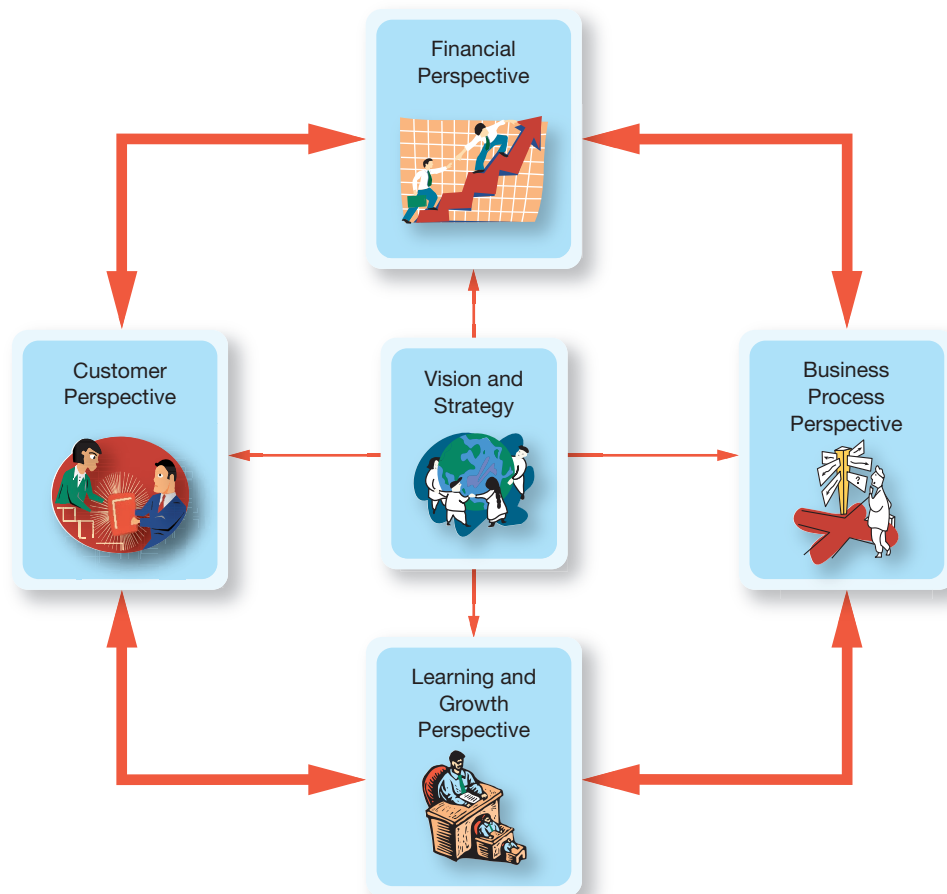 Financial
Perspective
Customer
Perspective
Vision and
Strategy
Business
Process
Perspective
?
Learning and
Growth
Perspective